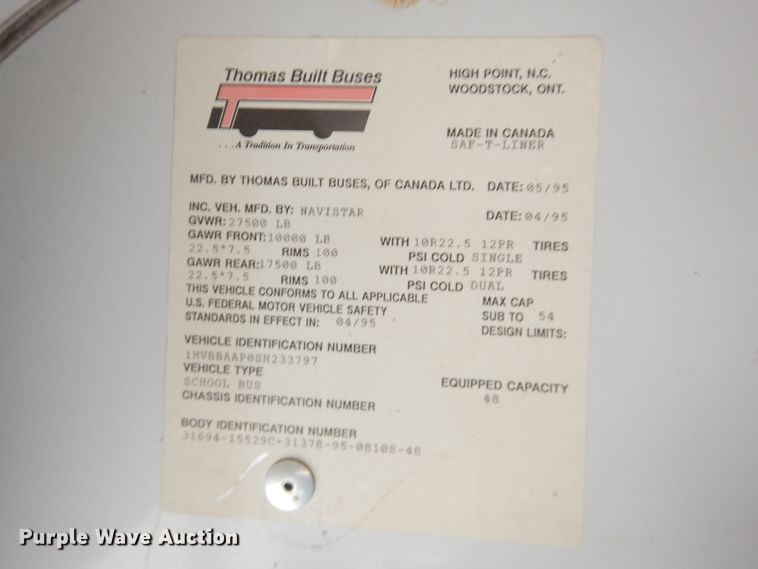 Thomas Built Buses
T
. . .A Tradition In Transportation
HIGH POINT, N.C.
WOODSTOCK, ONT.
MADE IN CANADA
SAF-T-LINER
MFD. BY THOMAS BUILT BUSES, OF CANADA LTD. DATE: 05/95
INC. VEH. MFD. BY: NAVISTAR DATE: 04/95
GVWR: 27500 LB
GAWR FRONT: 10000 LB WITH 10R22.5 12PR TIRES
22.5*7.5 RIMS 100 PSI COLD SINGLE
GAWR REAR: 17500 LB WITH 10R22.5 12PR TIRES
22.5*7.5 RIMS 100 PSI COLD DUAL
THIS VEHICLE CONFORMS TO ALL APPLICABLE
U.S. FEDERAL MOTOR VEHICLE SAFETY
STANDARDS IN EFFECT IN: 04/95
MAX CAP
SUB TO 54
DESIGN LIMITS:
VEHICLE IDENTIFICATION NUMBER
1HVBBAAP0SH233797
VEHICLE TYPE
SCHOOL BUS
CHASSIS IDENTIFICATION NUMBER
EQUIPPED CAPACITY
48
BODY IDENTIFICATION NUMBER
31694-15529C-31378-95-08108-48
Purple Wave Auction